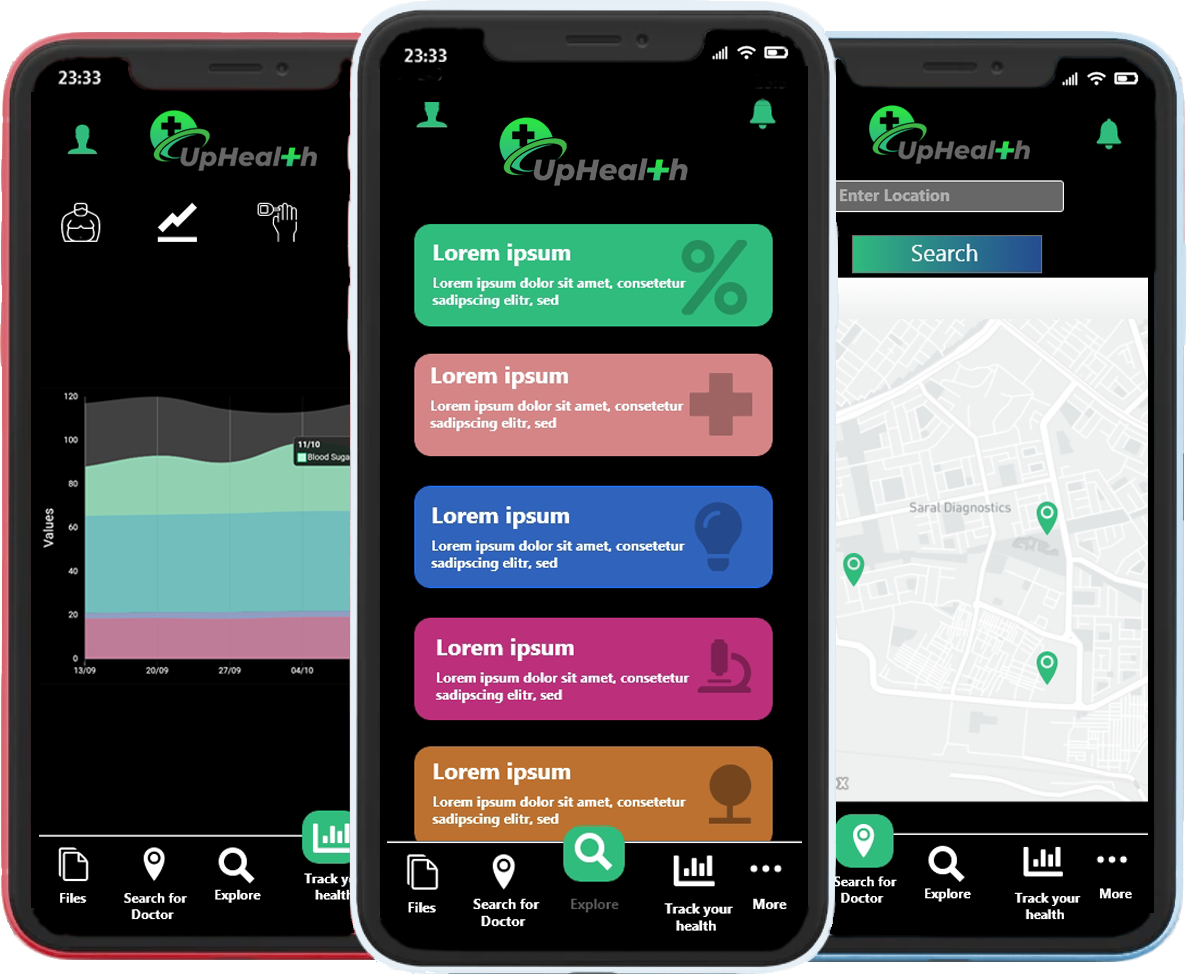 23:33
UpHealth
120
100
80
60
40
20
0
Values
11/10
Blood Suga
13/09
20/09
27/09
04/10
Files
Search for
Doctor
Explore
Track yo
health
23:33
UpHealth
Lorem ipsum
Lorem ipsum dolor sit amet, consetetur
sadipscing elitr, sed
Lorem ipsum
Lorem ipsum dolor sit amet, consetetur
sadipscing elitr, sed
Lorem ipsum
Lorem ipsum dolor sit amet, consetetur
sadipscing elitr, sed
Lorem ipsum
Lorem ipsum dolor sit amet, consetetur
sadipscing elitr, sed
Lorem ipsum
Lorem ipsum dolor sit amet, consetetur
sadipscing elitr, sed
Files
Search for
Doctor
Explore
Track your
health
More
UpHealth
Enter Location
Search
Saral Diagnostics
x
Search for
Doctor
Explore
Track your
health
More